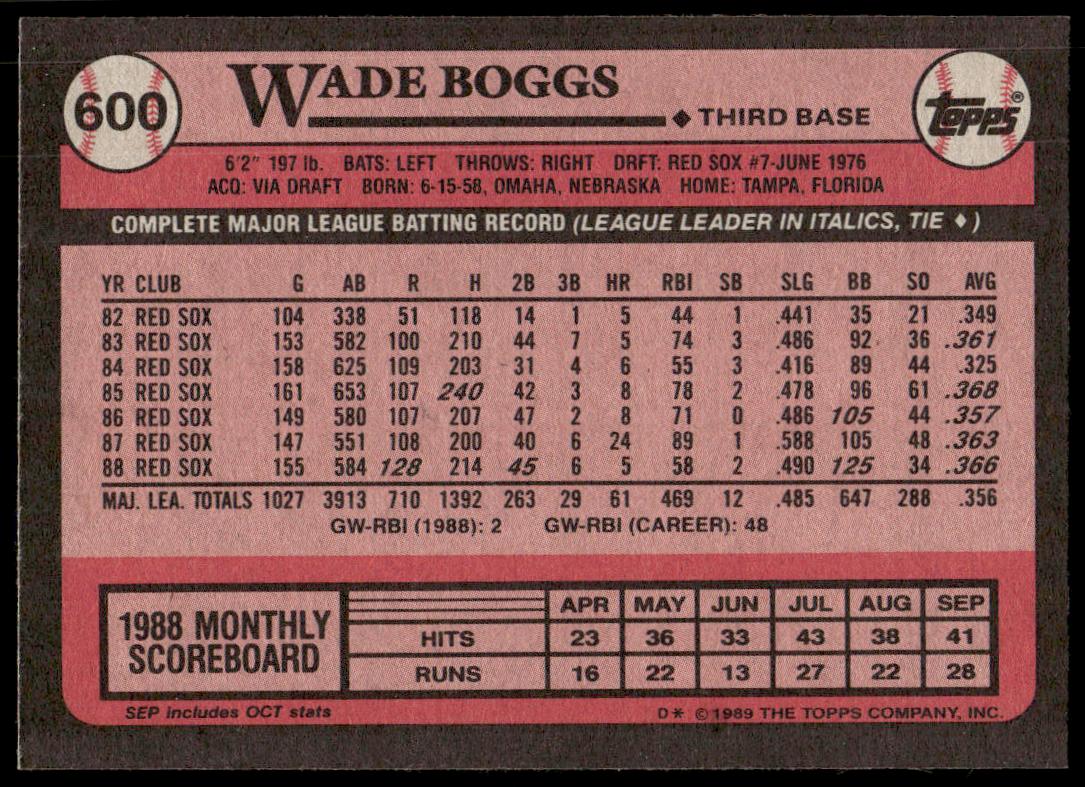 600
WADE BOGGS
◆ THIRD BASE
topps®
6'2" 197 lb. BATS: LEFT THROWS: RIGHT DRFT: RED SOX #7-JUNE 1976
ACQ: VIA DRAFT BORN: 6-15-58, OMAHA, NEBRASKA HOME: TAMPA, FLORIDA
COMPLETE MAJOR LEAGUE BATTING RECORD (LEAGUE LEADER IN ITALICS, TIE ♦)
YR CLUB G AB R H 2B 3B HR RBI SB SLG BB SO AVG
82 RED SOX 104 338 51 118 14 1 5 44 1 .441 35 21 .349
83 RED SOX 153 582 100 210 44 7 5 74 3 .486 92 36 .361
84 RED SOX 158 625 109 203 31 4 6 55 3 .416 89 44 .325
85 RED SOX 161 653 107 240 42 3 8 78 2 .478 96 61 .368
86 RED SOX 149 580 107 207 47 2 8 71 0 .486 105 44 .357
87 RED SOX 147 551 108 200 40 6 24 89 1 .588 105 48 .363
88 RED SOX 155 584 128 214 45 6 5 58 2 .490 125 34 .366
MAJ. LEA. TOTALS 1027 3913 710 1392 263 29 61 469 12 .485 647 288 .356
GW-RBI (1988): 2 GW-RBI (CAREER): 48
1988 MONTHLY
SCOREBOARD
APR MAY JUN JUL AUG SEP
HITS 23 36 33 43 38 41
RUNS 16 22 13 27 22 28
SEP includes OCT stats
D* ©1989 THE TOPPS COMPANY, INC.